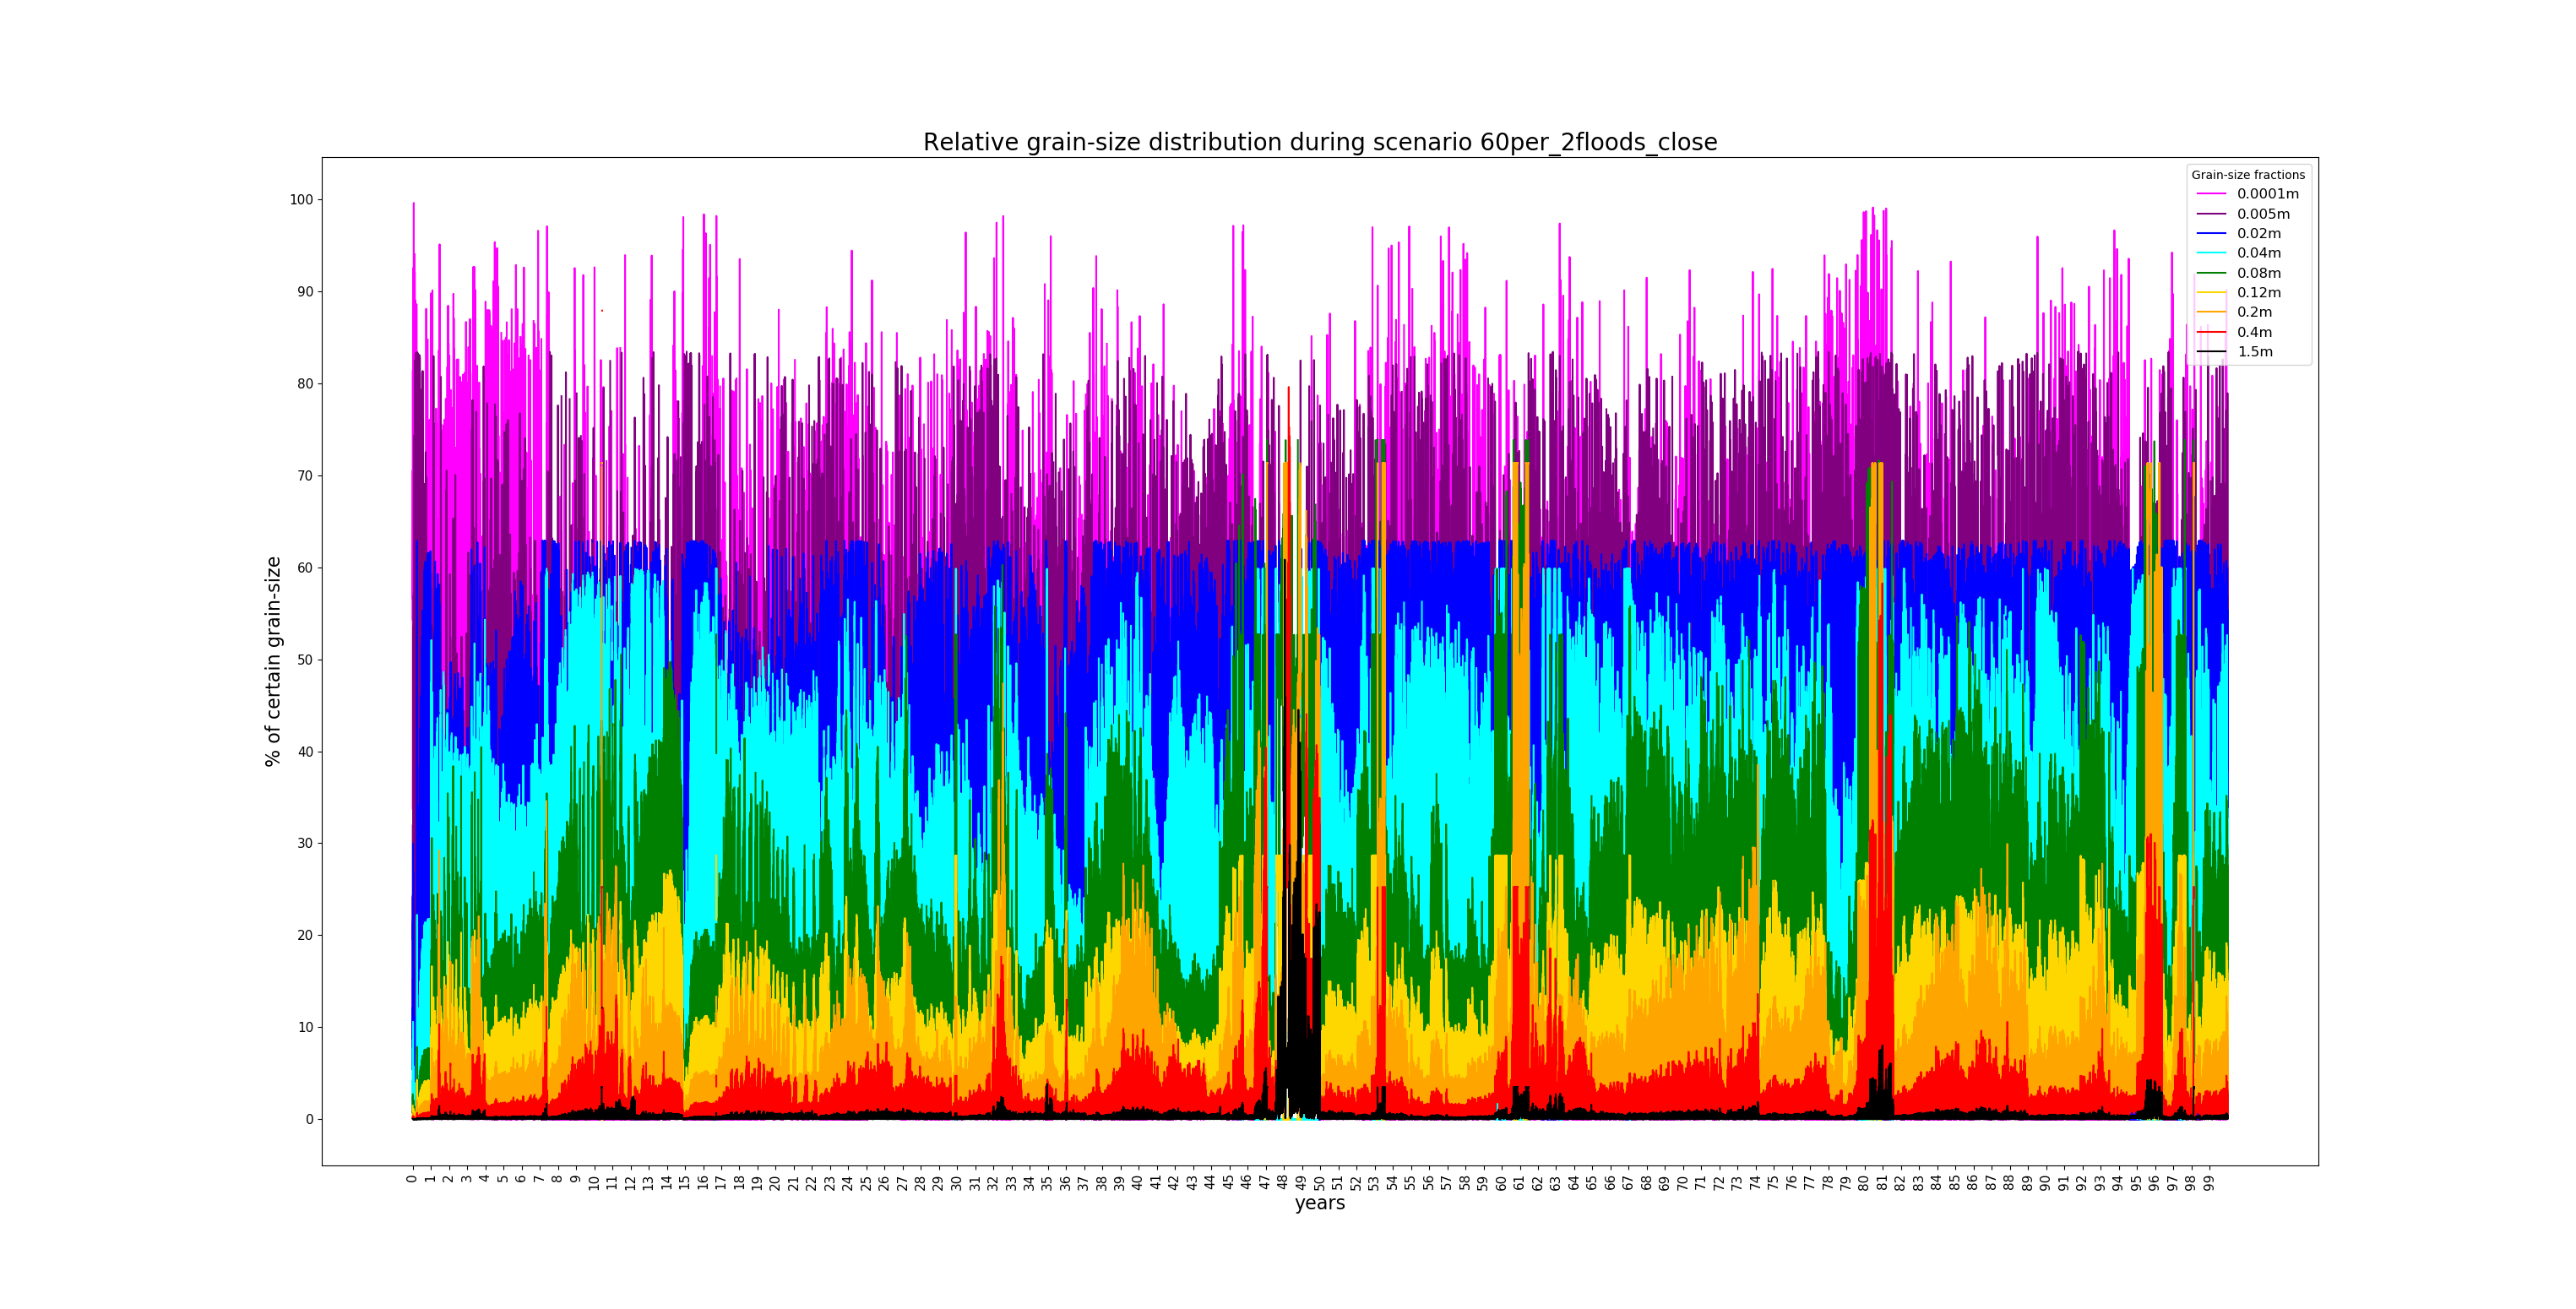 Relative grain-size distribution during scenario 60per_2floods_close
Grain-size fractions
0.0001m
0.005m
0.02m
0.04m
0.08m
0.12m
0.2m
0.4m
1.5m
% of certain grain-size
100
90
80
70
60
50
40
30
20
10
0
0 1 2 3 4 5 6 7 8 9 10 11 12 13 14 15 16 17 18 19 20 21 22 23 24 25 26 27 28 29 30 31 32 33 34 35 36 37 38 39 40 41 42 43 44 45 46 47 48 49 50 51 52 53 54 55 56 57 58 59 60 61 62 63 64 65 66 67 68 69 70 71 72 73 74 75 76 77 78 79 80 81 82 83 84 85 86 87 88 89 90 91 92 93 94 95 96 97 98 99
years